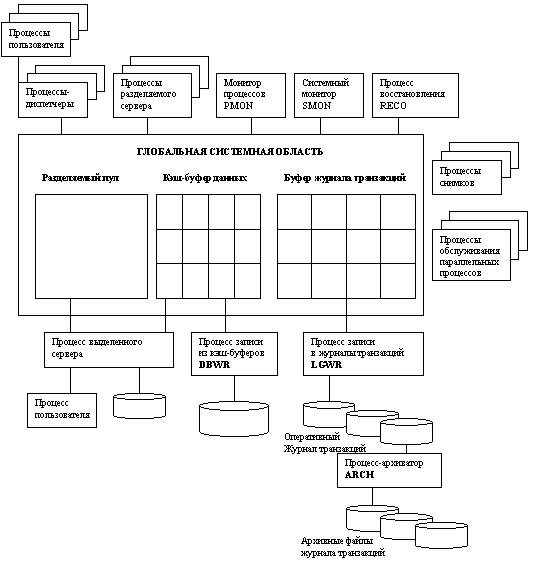 Процессы
пользователя
Процессы-
диспетчеры
Процессы
разделяемого
сервера
Монитор
процессов
PMON
Системный
монитор
SMON
Процесс
восстановления
RECO
ГЛОБАЛЬНАЯ СИСТЕМНАЯ ОБЛАСТЬ
Разделяемый пул
Кэш-буфер данных
Буфер журнала транзакций
Процессы
снимков
Процессы
обслуживания
параллельных
процессов
Процесс выделенного
сервера
Процесс записи
из кэш-буферов
DBWR
Процесс записи
в журналы транзакций
LGWR
Процесс
пользователя
Оперативный
Журнал транзакций
Процесс-архиватор
ARCH
Архивные файлы
журнала транзакций